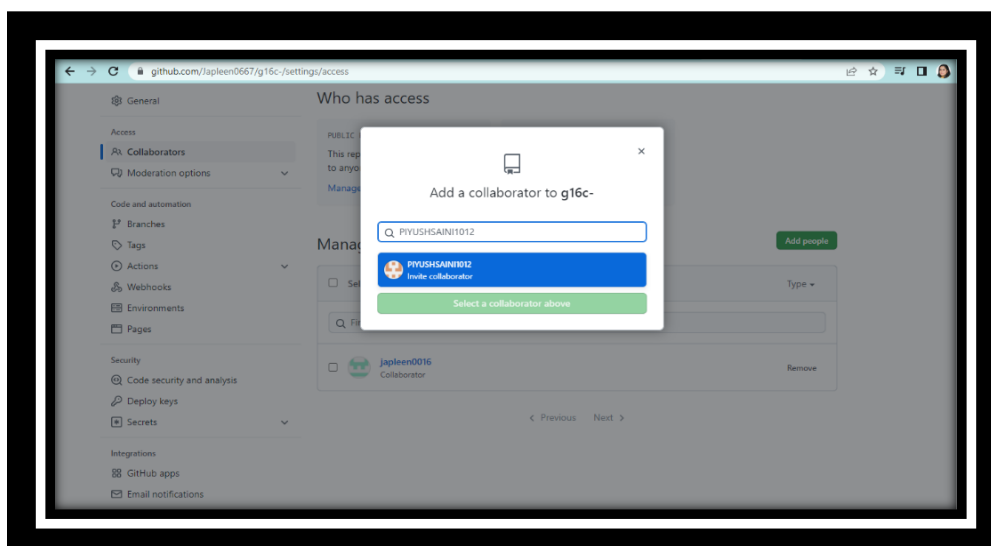 github.com/Japleen0667/g16c-/settings/access
General
Who has access
Access
Collaborators
Moderation options
PUBLIC
This rep
to anyo
Manage
Add a collaborator to g16c-
Code and automation
Branches
Tags
Actions
Webhooks
Environments
Pages
PIYUSHSAINI1012
PIYUSHSAINI1012
Invite collaborator
Select a collaborator above
Manag
Add people
Sel
Type
Fi
japleen0016
Collaborator
Remove
Previous Next
Security
Code security and analysis
Deploy keys
Secrets
Integrations
GitHub apps
Email notifications